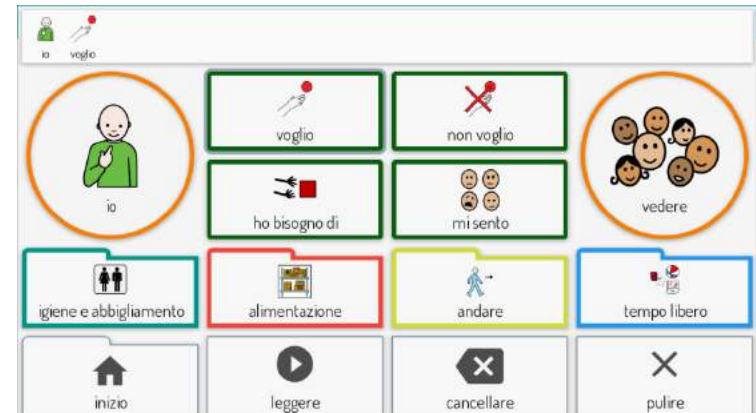 io voglio
voglio non voglio
io vedere
ho bisogno di mi sento
igiene e abbigliamento alimentazione andare tempo libero
inizio leggere cancellare pulire